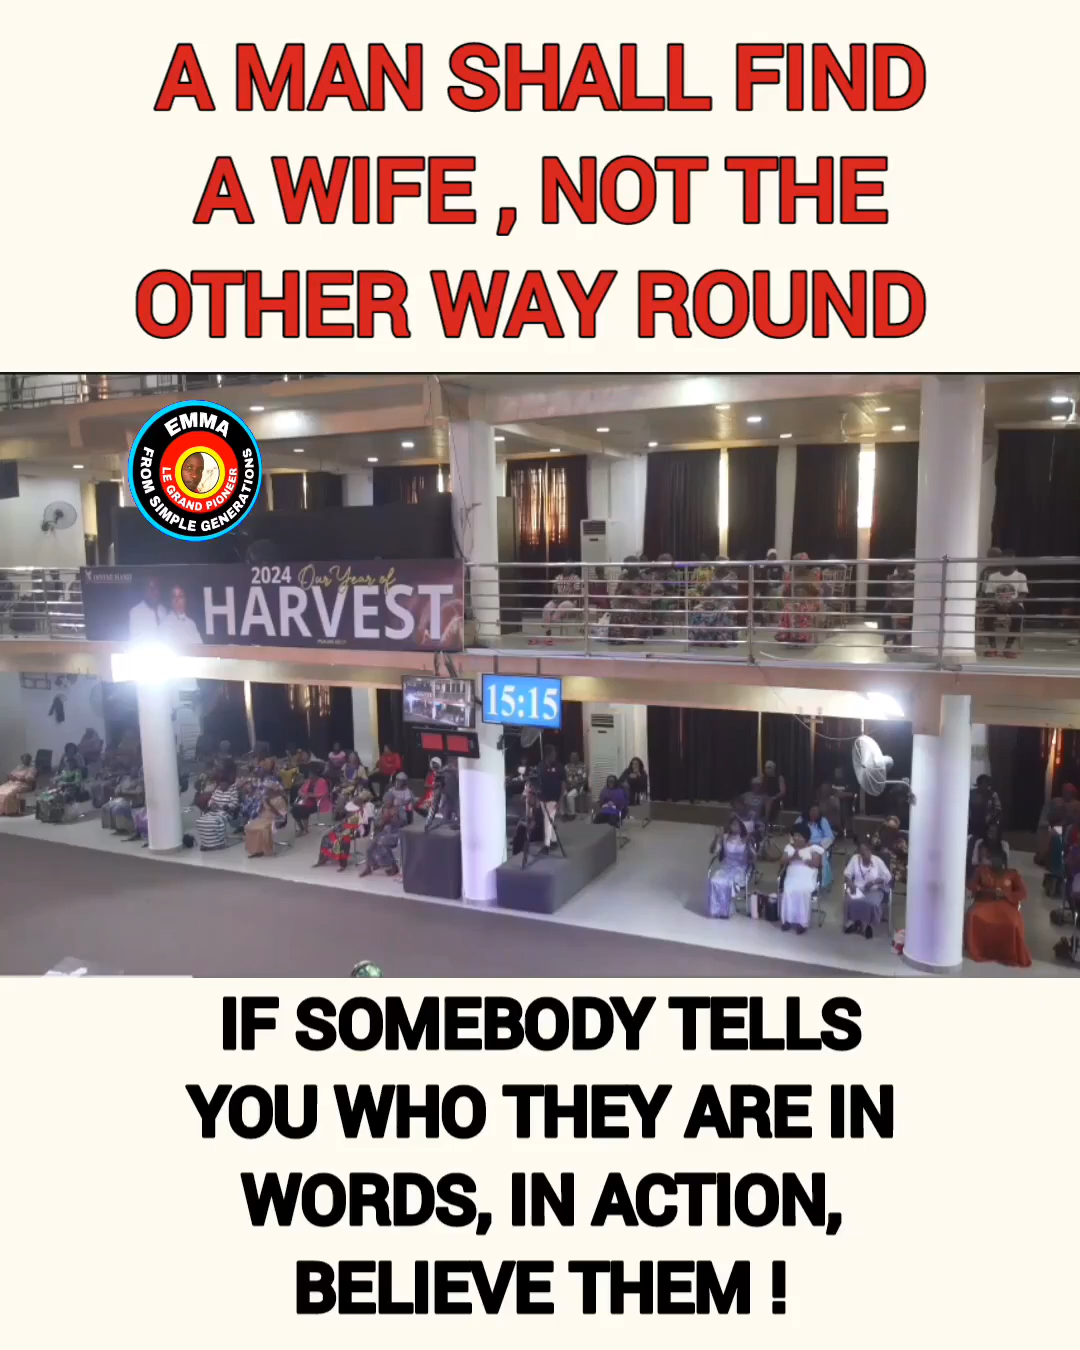 A MAN SHALL FIND
A WIFE , NOT THE
OTHER WAY ROUND
EMMA
FROM SIMPLE GENERATIONS
LE GRAND PIONEER
2024 Our Year of
HARVEST
15:15
IF SOMEBODY TELLS
YOU WHO THEY ARE IN
WORDS, IN ACTION,
BELIEVE THEM !